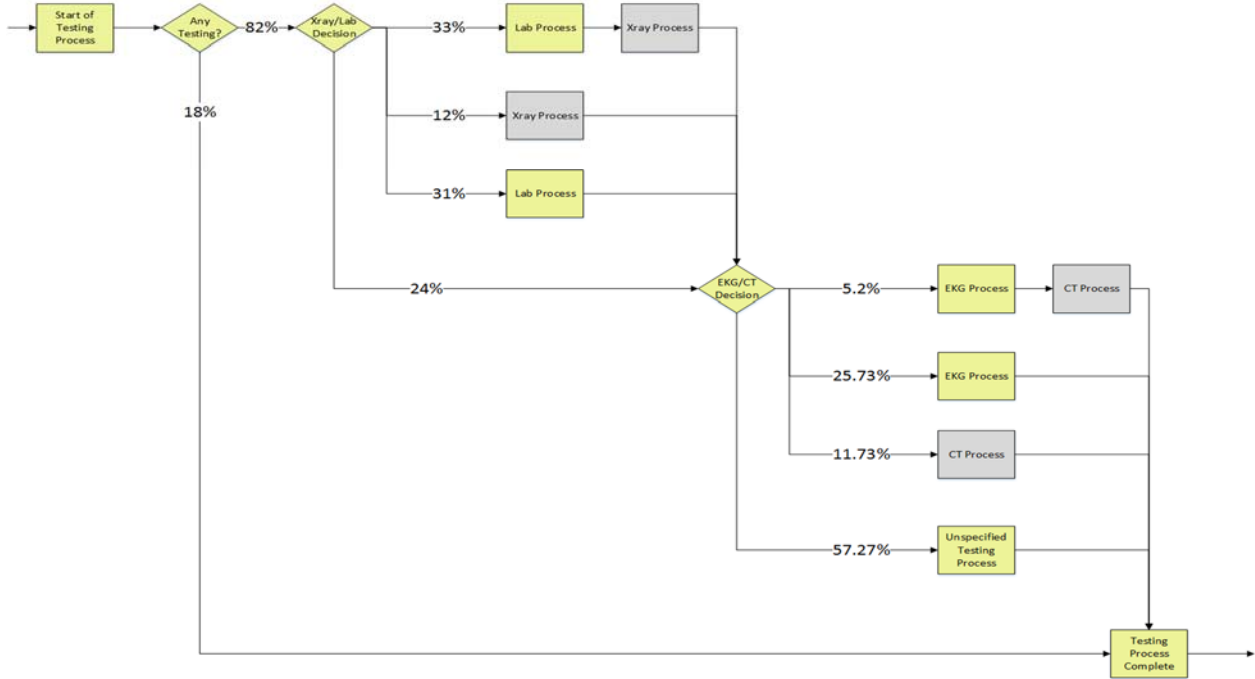 Start of
Testing
Process
Any
Testing?
82%
Xray/Lab
Decision
33%
Lab Process
Xray Process
18%
12%
Xray Process
31%
Lab Process
24%
EKG/CT
Decision
5.2%
EKG Process
CT Process
25.73%
EKG Process
11.73%
CT Process
57.27%
Unspecified
Testing
Process
Testing
Process
Complete